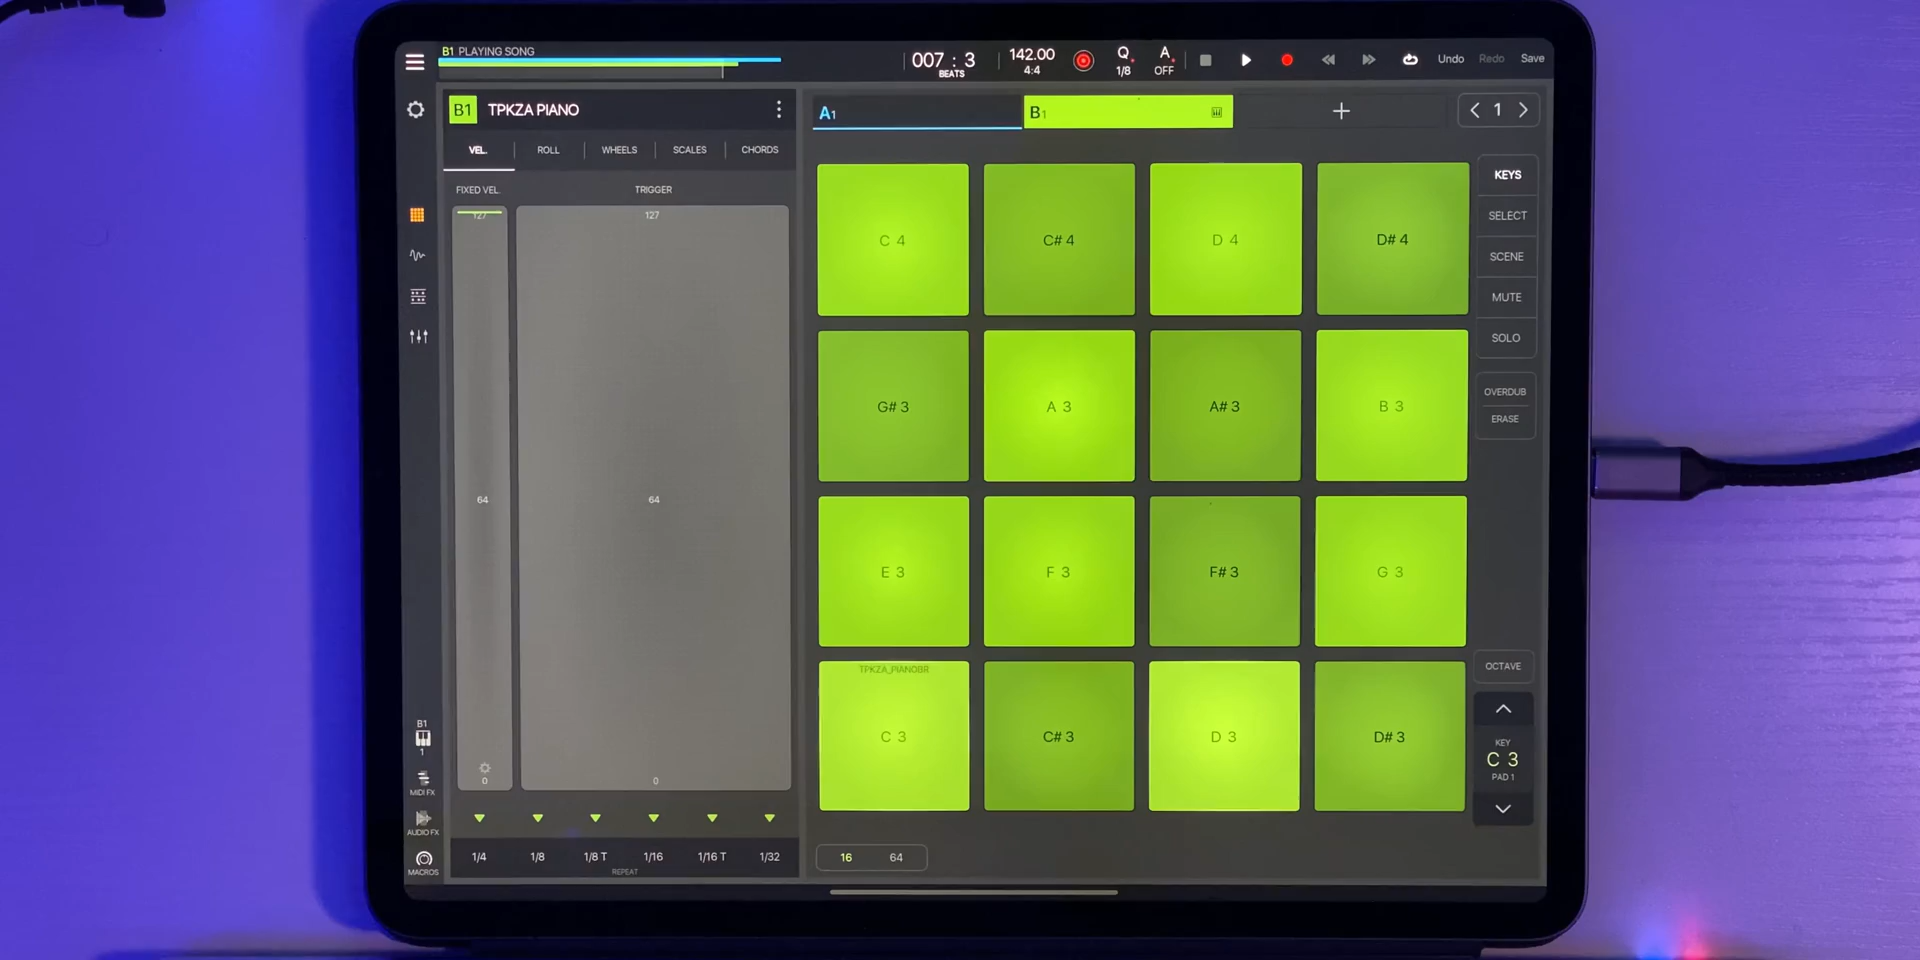 B1 PLAYING SONG
007 : 3
BEATS
142.00
4:4
Q
1/8
A
OFF
Undo
Redo
Save
B1 TPKZA PIANO
A1
B1
1
VEL.
ROLL
WHEELS
SCALES
CHORDS
FIXED VEL.
TRIGGER
127
127
64
64
0
0
1/4
1/8
1/8 T
1/16
1/16 T
1/32
REPEAT
B1
1
MIDI FX
AUDIO FX
MACROS
C 4
C# 4
D 4
D# 4
G# 3
A 3
A# 3
B 3
E 3
F 3
F# 3
G 3
TPKZA_PIANOBR
C 3
C# 3
D 3
D# 3
16
64
KEYS
SELECT
SCENE
MUTE
SOLO
OVERDUB
ERASE
OCTAVE
KEY
C 3
PAD 1